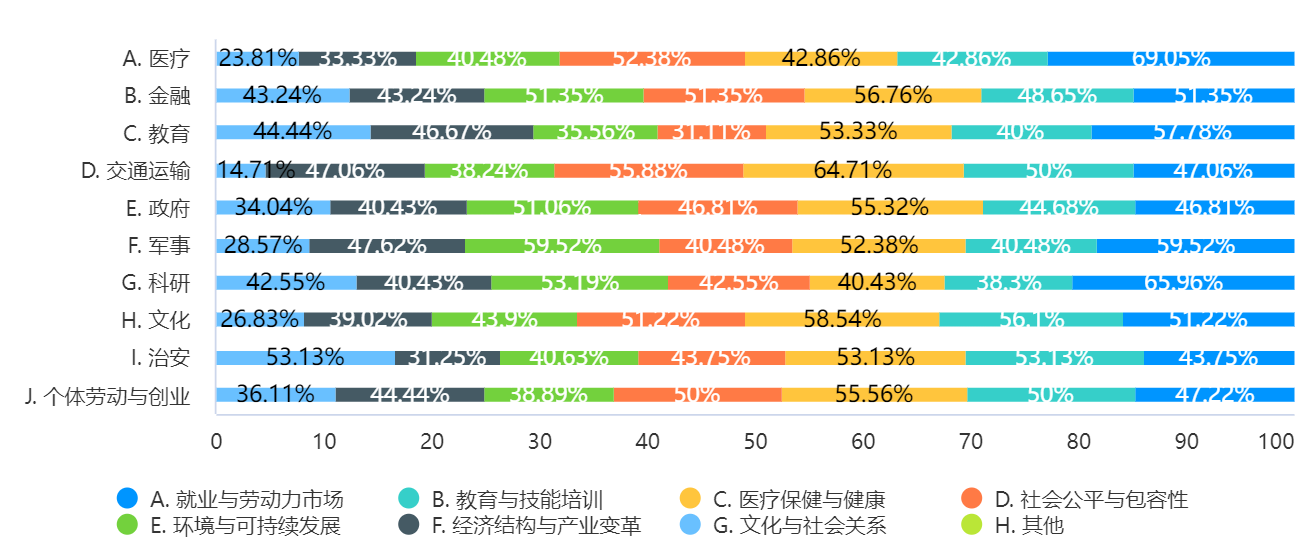 A. 医疗 23.81% 33.33% 40.48% 52.38% 42.86% 42.86% 69.05%
B. 金融 43.24% 43.24% 51.35% 51.35% 56.76% 48.65% 51.35%
C. 教育 44.44% 46.67% 35.56% 31.11% 53.33% 40% 57.78%
D. 交通运输 14.71% 47.06% 38.24% 55.88% 64.71% 50% 47.06%
E. 政府 34.04% 40.43% 51.06% 46.81% 55.32% 44.68% 46.81%
F. 军事 28.57% 47.62% 59.52% 40.48% 52.38% 40.48% 59.52%
G. 科研 42.55% 40.43% 53.19% 42.55% 40.43% 38.3% 65.96%
H. 文化 26.83% 39.02% 43.9% 51.22% 58.54% 56.1% 51.22%
I. 治安 53.13% 31.25% 40.63% 43.75% 53.13% 53.13% 43.75%
J. 个体劳动与创业 36.11% 44.44% 38.89% 50% 55.56% 50% 47.22%
0 10 20 30 40 50 60 70 80 90 100
A. 就业与劳动力市场 B. 教育与技能培训 C. 医疗保健与健康 D. 社会公平与包容性
E. 环境与可持续发展 F. 经济结构与产业变革 G. 文化与社会关系 H. 其他